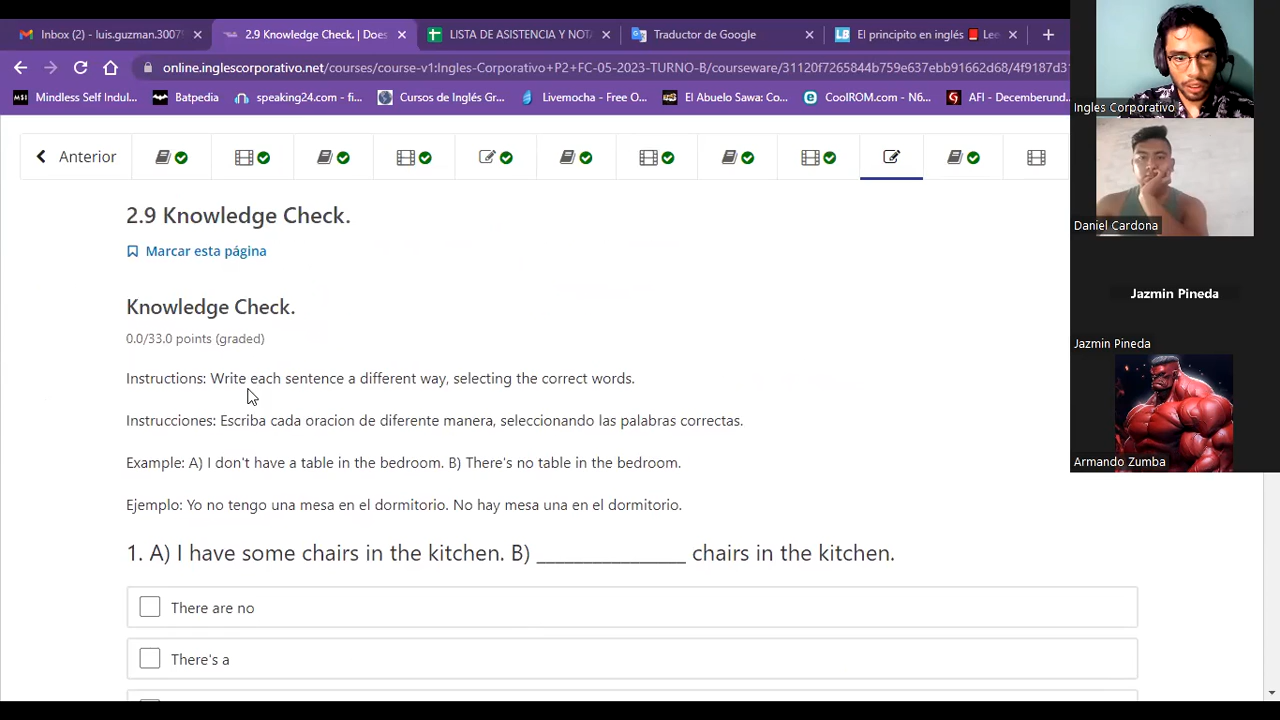 Inbox (2) - luis.guzman.3007
2.9 Knowledge Check. | Does
LISTA DE ASISTENCIA Y NOTA
Traductor de Google
El principito en inglés
Lee
online.inglescorporativo.net/courses/course-v1:Ingles-corporativo+P2+FC-05-2023-TURNO-B/courseware/31120f7265844b759e637ebb91662d68/4f9187d3
Mindless Self Indul...
Batpedia
speaking24.com - fi...
Cursos de Inglés Gr...
Livemocha - Free O...
El Abuelo Sawa: Co...
CoolROM.com - N6...
AFI - Decemberund...
Ingles Corporativo
Daniel Cardona
Jazmin Pineda
Jazmin Pineda
Armando Zumba
Anterior
2.9 Knowledge Check.
Marcar esta página
Knowledge Check.
0.0/33.0 points (graded)
Instructions: Write each sentence a different way, selecting the correct words.
Instrucciones: Escriba cada oracion de diferente manera, seleccionando las palabras correctas.
Example: A) I don't have a table in the bedroom. B) There's no table in the bedroom.
Ejemplo: Yo no tengo una mesa en el dormitorio. No hay mesa una en el dormitorio.
1. A) I have some chairs in the kitchen. B) ________________ chairs in the kitchen.
There are no
There's a